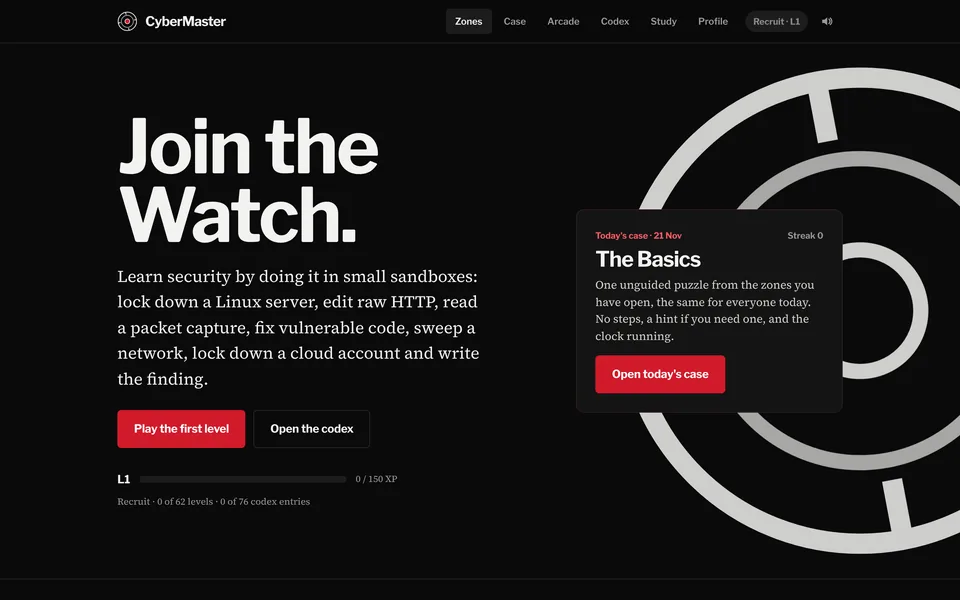 CyberMaster
Zones
Case
Arcade
Codex
Study
Profile
Recruit · L1
Join the
Watch.
Learn security by doing it in small sandboxes:
lock down a Linux server, edit raw HTTP, read
a packet capture, fix vulnerable code, sweep a
network, lock down a cloud account and write
the finding.
Play the first level
Open the codex
L1
0 / 150 XP
Recruit · 0 of 62 levels · 0 of 76 codex entries
Today's case · 21 Nov
Streak 0
The Basics
One unguided puzzle from the zones you
have open, the same for everyone today.
No steps, a hint if you need one, and the
clock running.
Open today's case